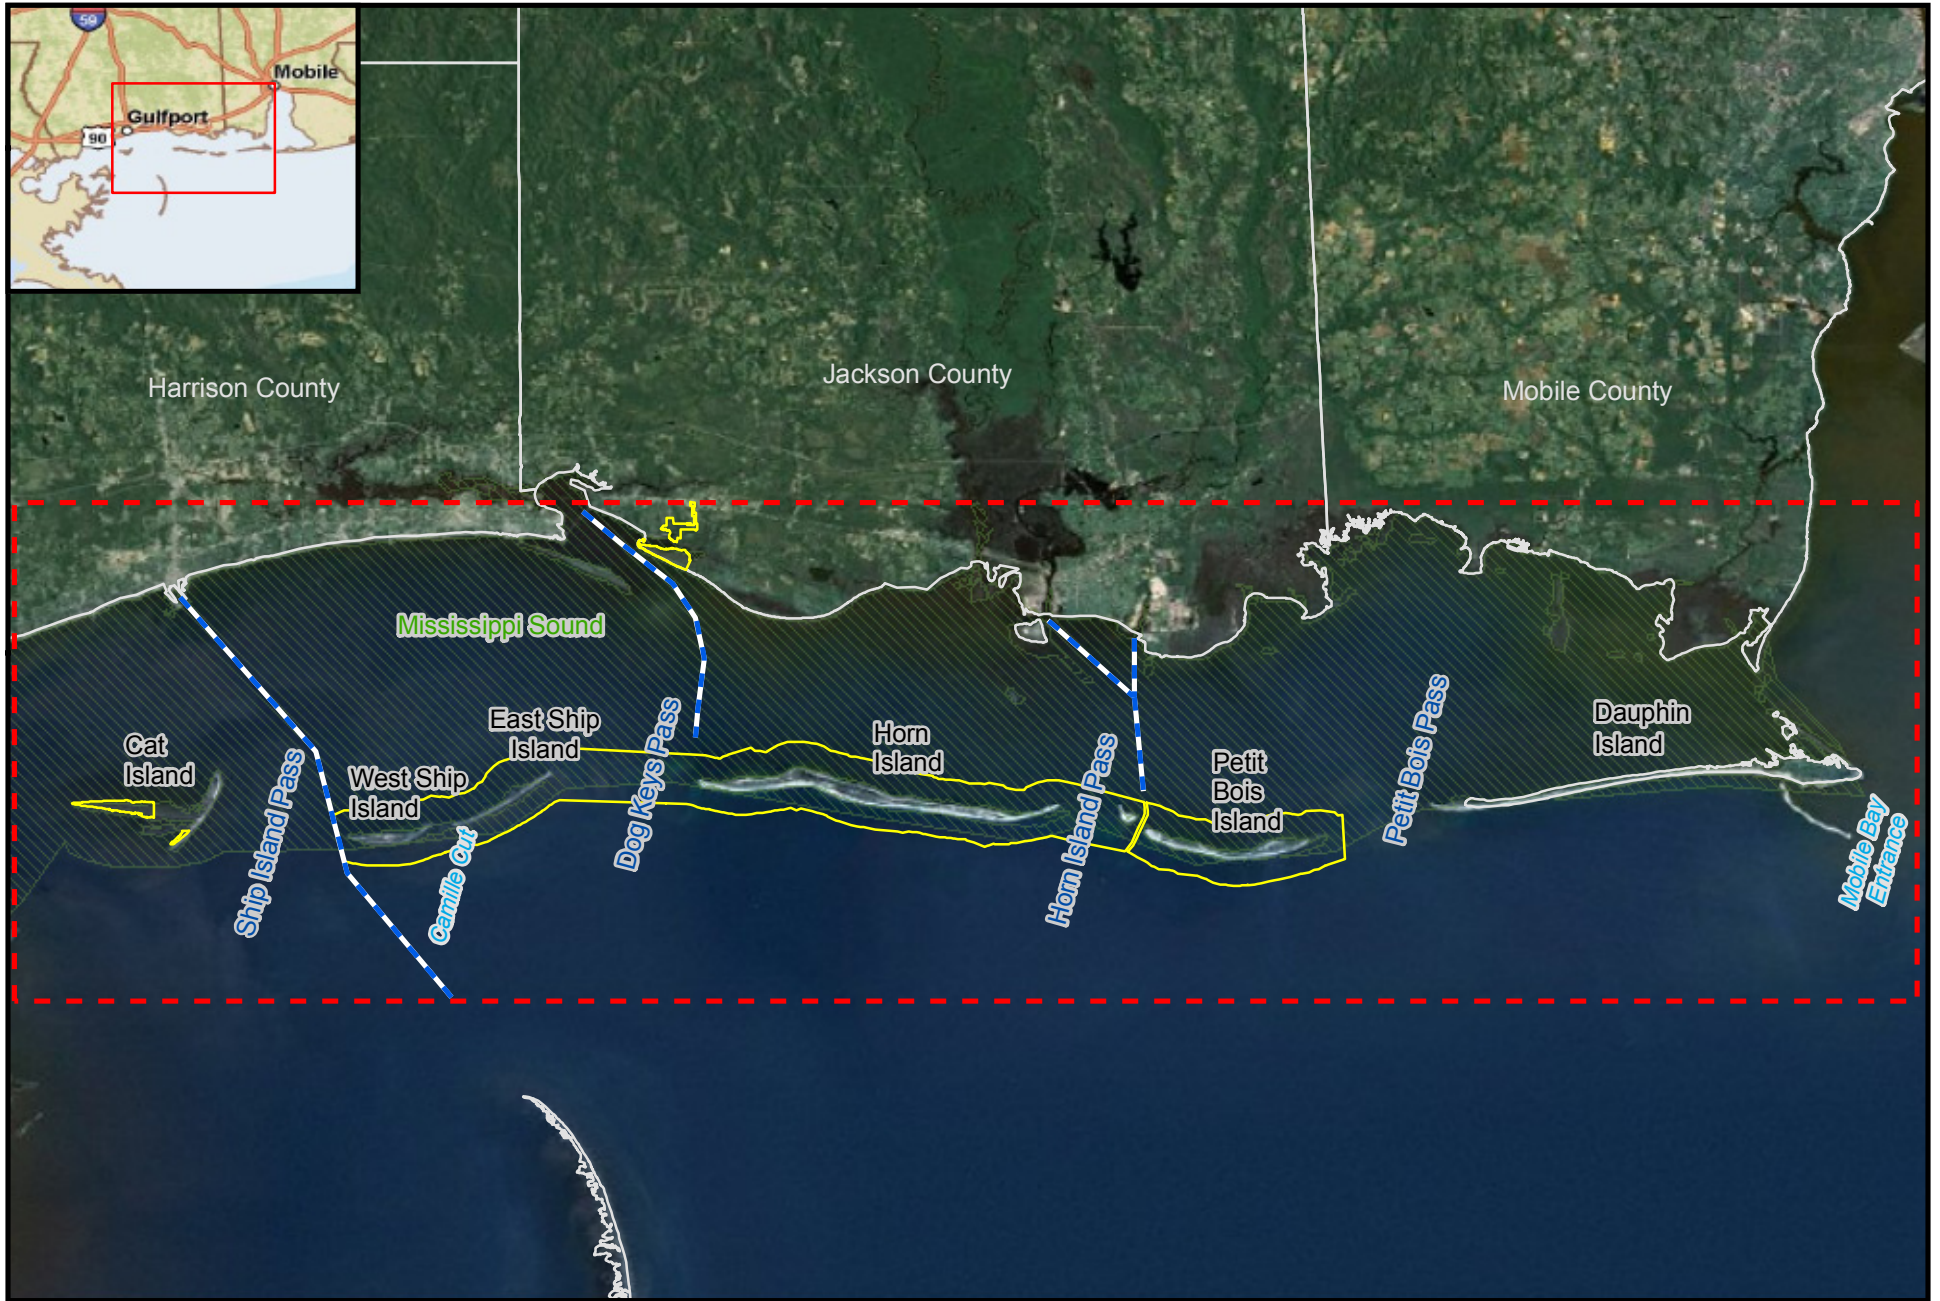 59
Mobile
Gulfport
90
Harrison County
Jackson County
Mobile County
Mississippi Sound
Cat
Island
Ship Island Pass
West Ship
Island
East Ship
Island
Camille Cut
Dog Keys Pass
Horn
Island
Horn Island Pass
Petit
Bois
Island
Petit Bois Pass
Dauphin
Island
Mobile Bay
Entrance